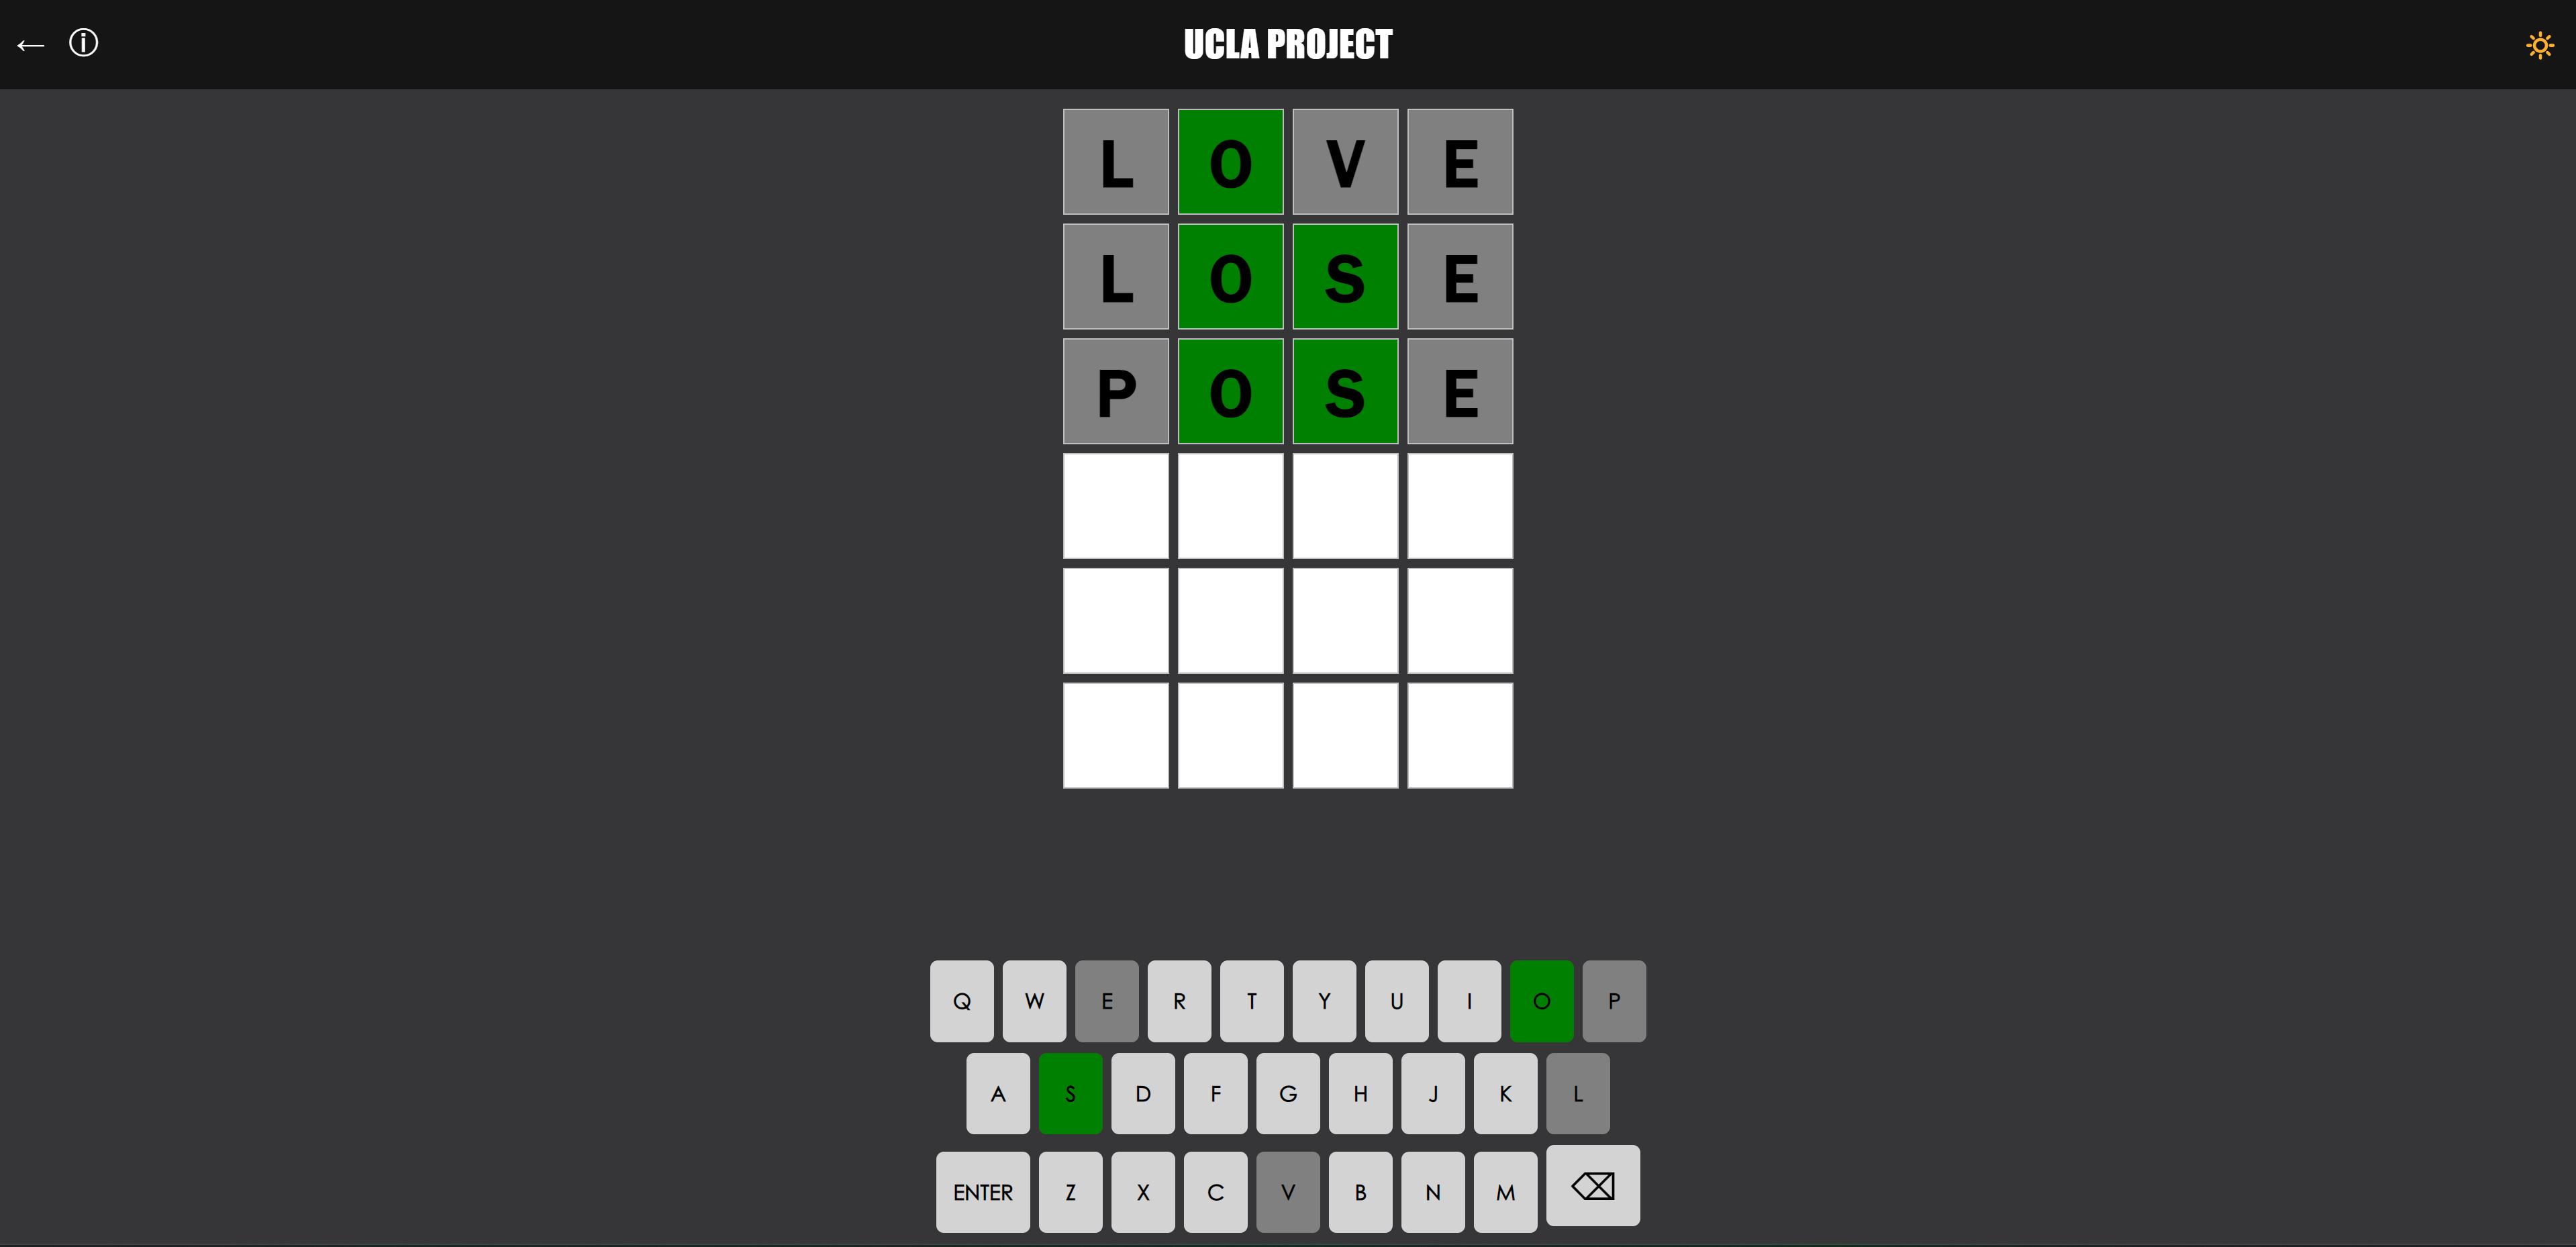 ← ⓘ UCLA PROJECT
L O V E
L O S E
P O S E
Q W E R T Y U I O P
A S D F G H J K L
ENTER Z X C V B N M ⌫